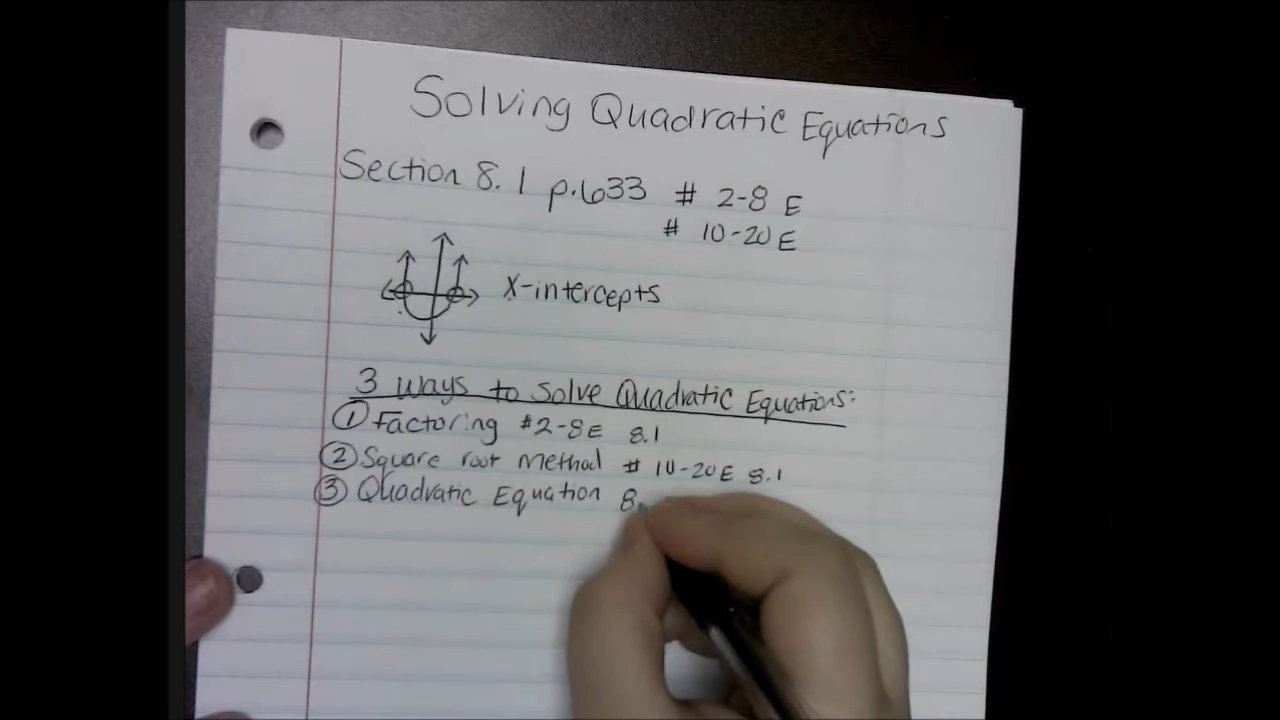 Solving Quadratic Equations
Section 8.1 p.633 # 2-8 E
# 10-20 E
x-intercepts
3 Ways to Solve Quadratic Equations:
① Factoring #2-8E 8.1
② Square root method # 10-20E 8.1
③ Quadratic Equation 8.